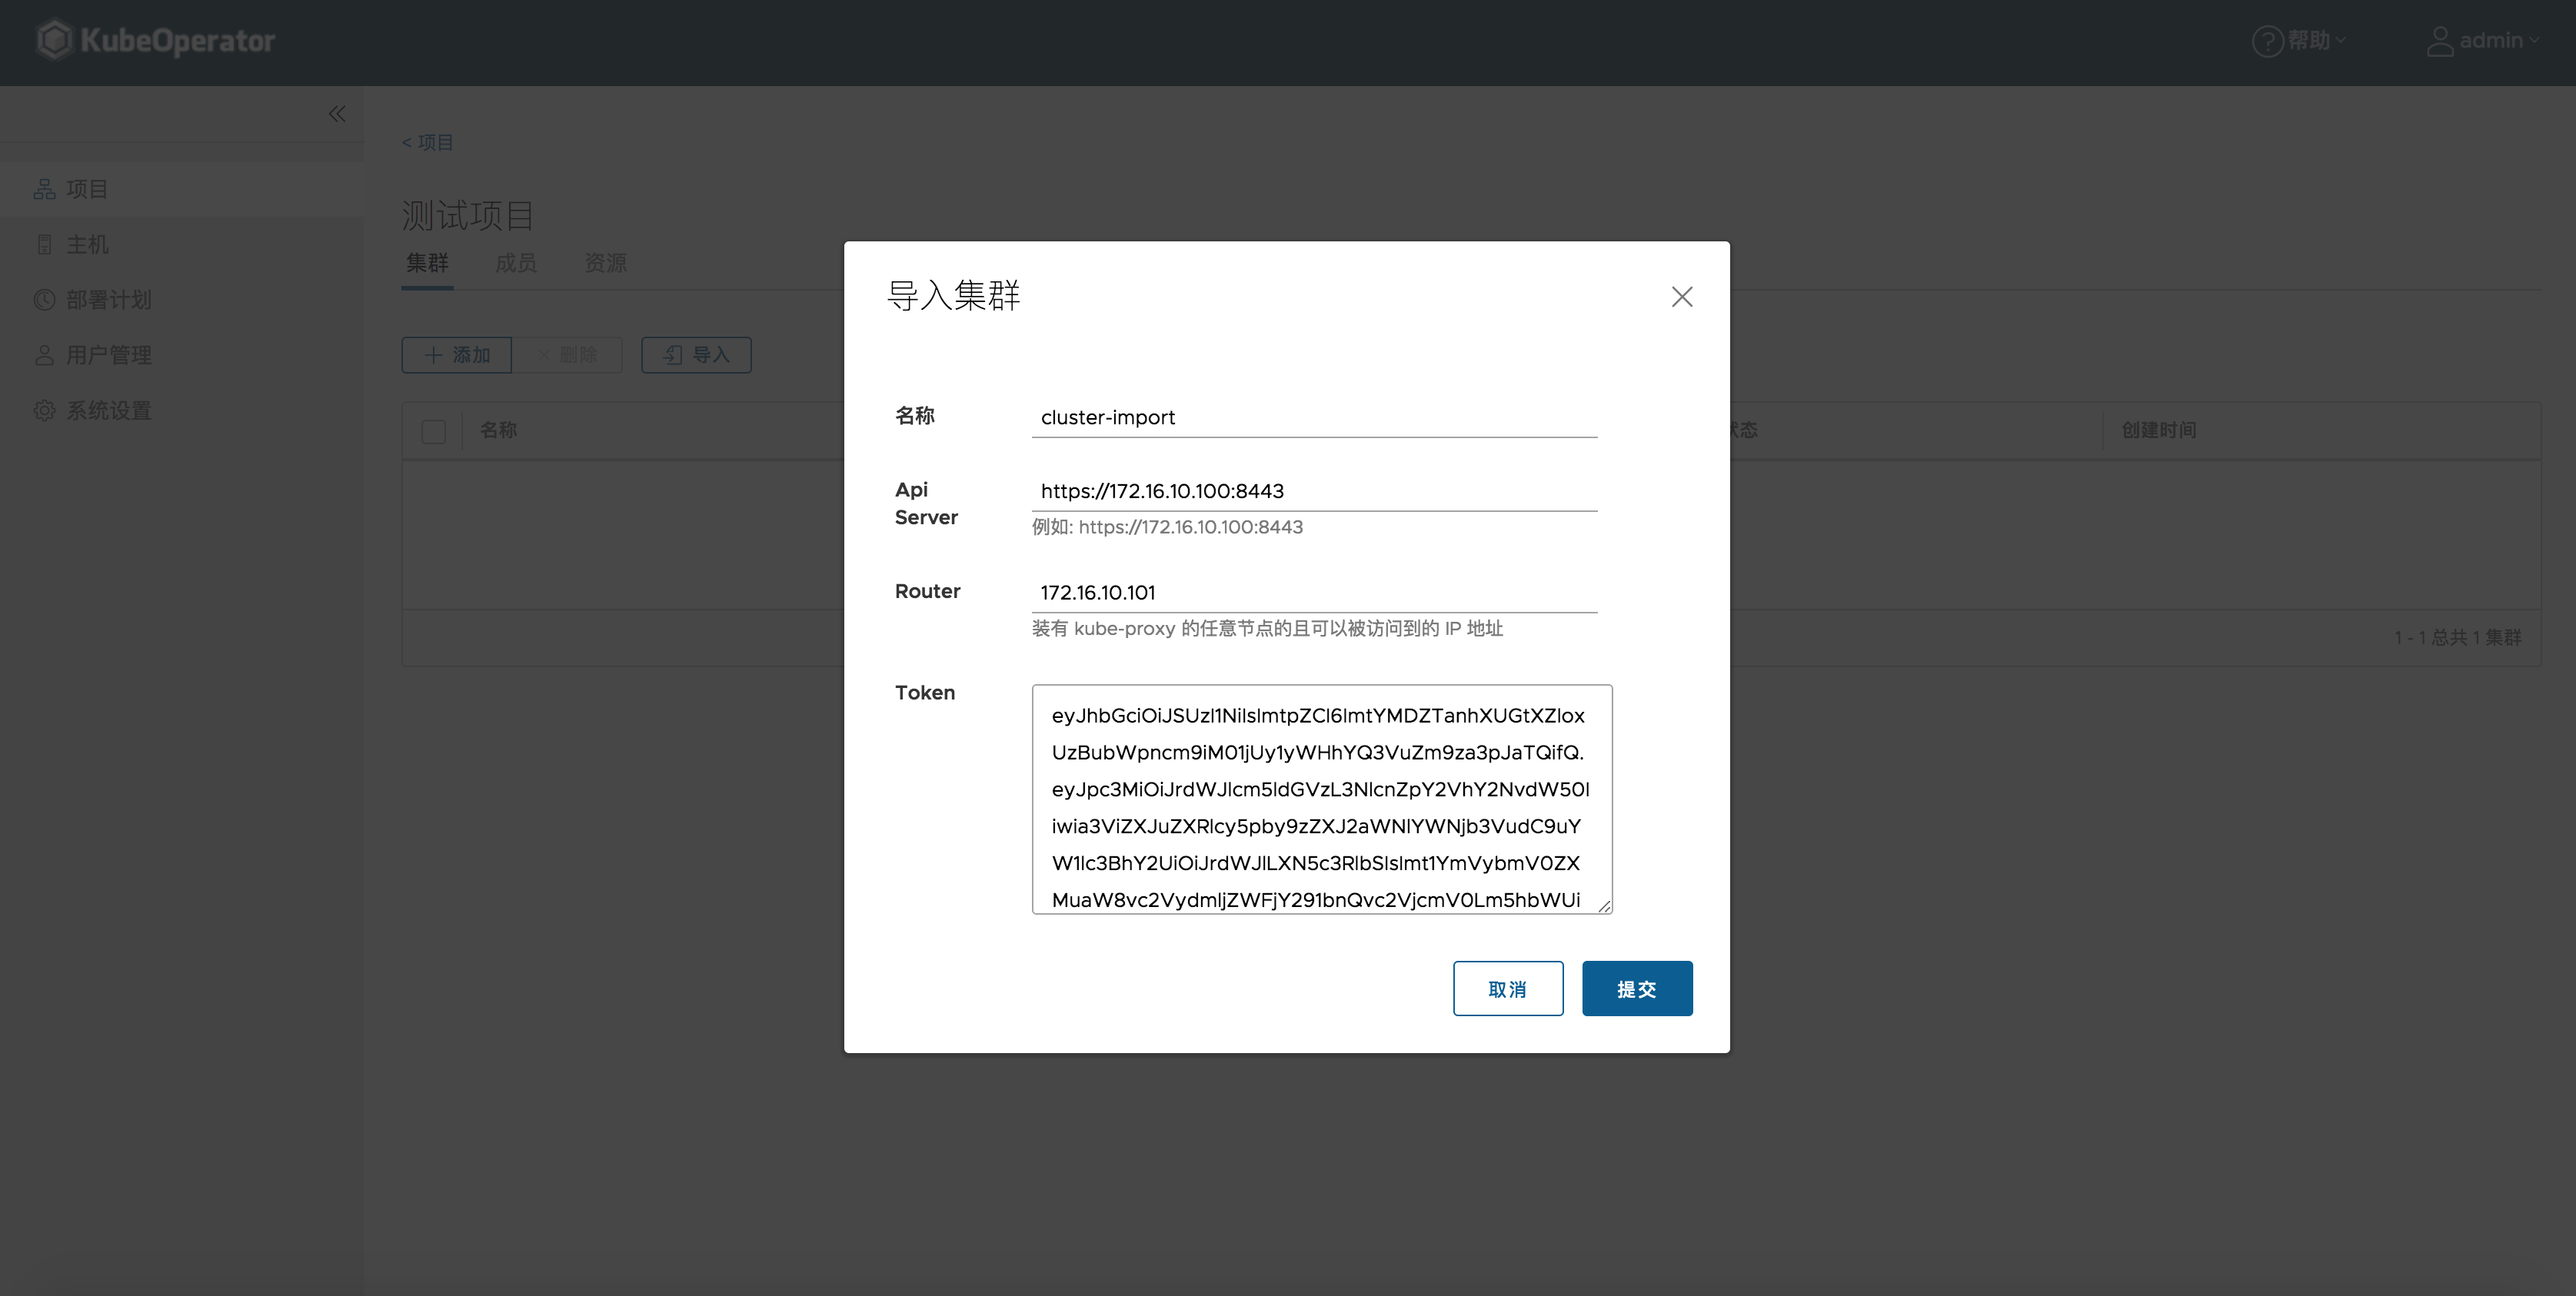 KubeOperator
帮助
admin
< 项目
项目
主机
部署计划
用户管理
系统设置
测试项目
集群 成员 资源
添加 删除 导入
名称 状态 创建时间
1 - 1 总共 1 集群
导入集群
名称 cluster-import
Api Server https://172.16.10.100:8443
例如: https://172.16.10.100:8443
Router 172.16.10.101
装有 kube-proxy 的任意节点的且可以被访问到的 IP 地址
Token
eyJhbGciOiJSUzI1NiIsImtpZCI6ImtYMDZTanhXUGtXZlox
UzBubWpncm9iM01jUy1yWHhYQ3VuZm9za3pJaTQifQ.
eyJpc3MiOiJrdWJlcm5ldGVzL3NlcnZpY2VhY2NvdW50I
iwia3ViZXJuZXRlcy5pby9zZXJ2aWNlYWNjb3VudC9uY
W1lc3BhY2UiOiJrdWJlLXN5c3RlbSIsImt1YmVybmV0ZX
MuaW8vc2VydmljZWFjY291bnQvc2VjcmV0Lm5hbWUi
取消 提交